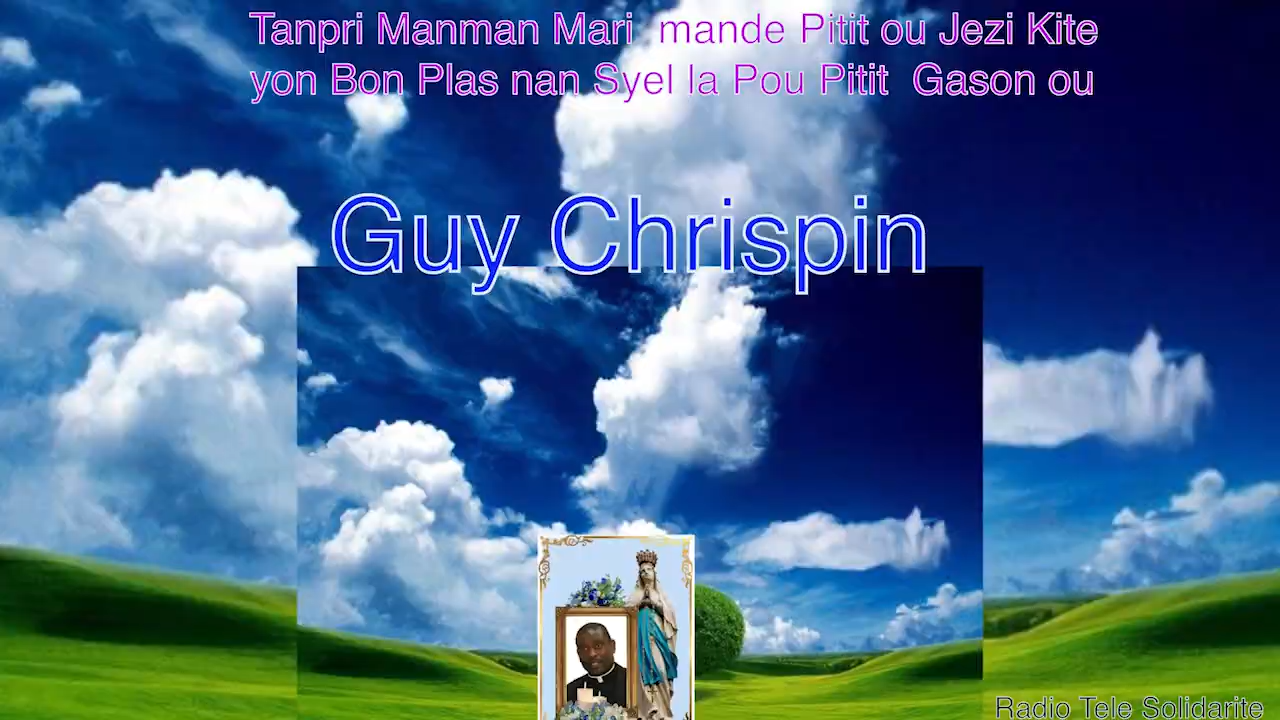 Tanpri Manman Mari mande Pitit ou Jezi Kite
yon Bon Plas nan Syel la Pou Pitit Gason ou
Guy Chrispin
Radio Tele Solidarite